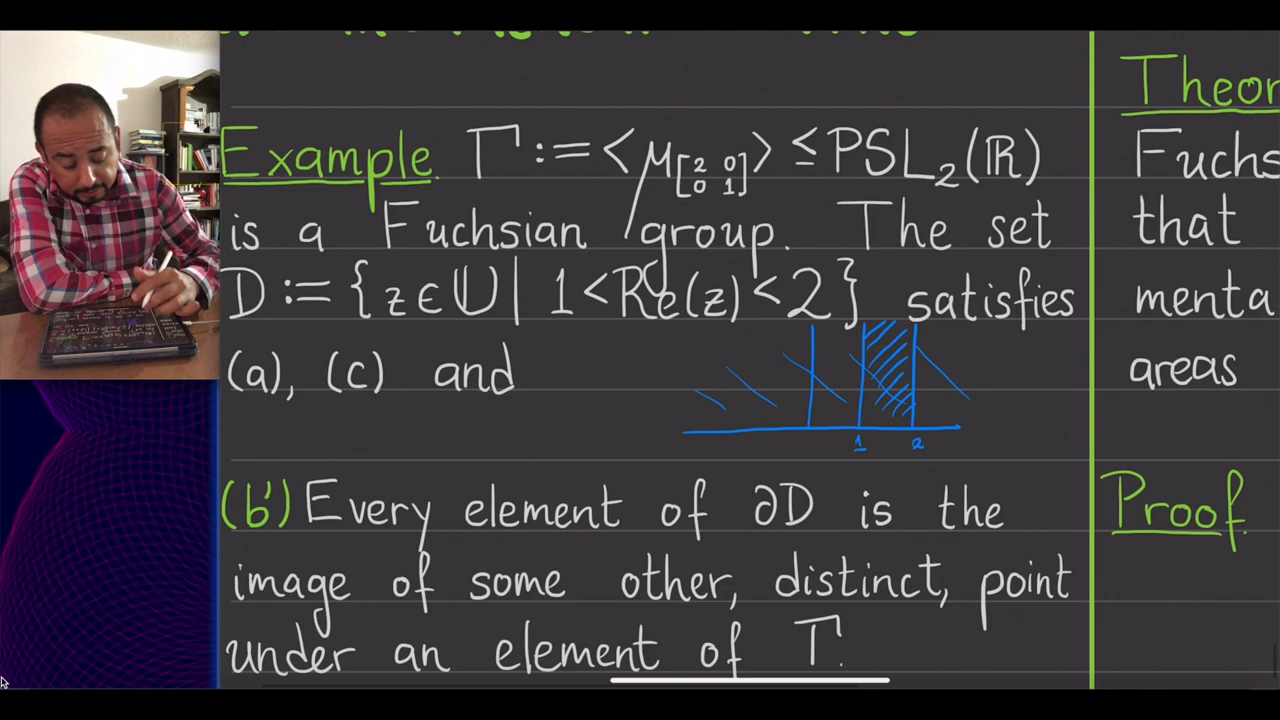 Example. Γ := <μ[2 0; 0 1]> ≤ PSL₂(ℝ)
is a Fuchsian group. The set
D := {z ∈ 𝕌 | 1 < Re(z) < 2} satisfies
(a), (c) and
1 2
(b') Every element of ∂D is the
image of some other, distinct, point
under an element of Γ.
Theor
Fuchs
that
menta
areas
Proof.